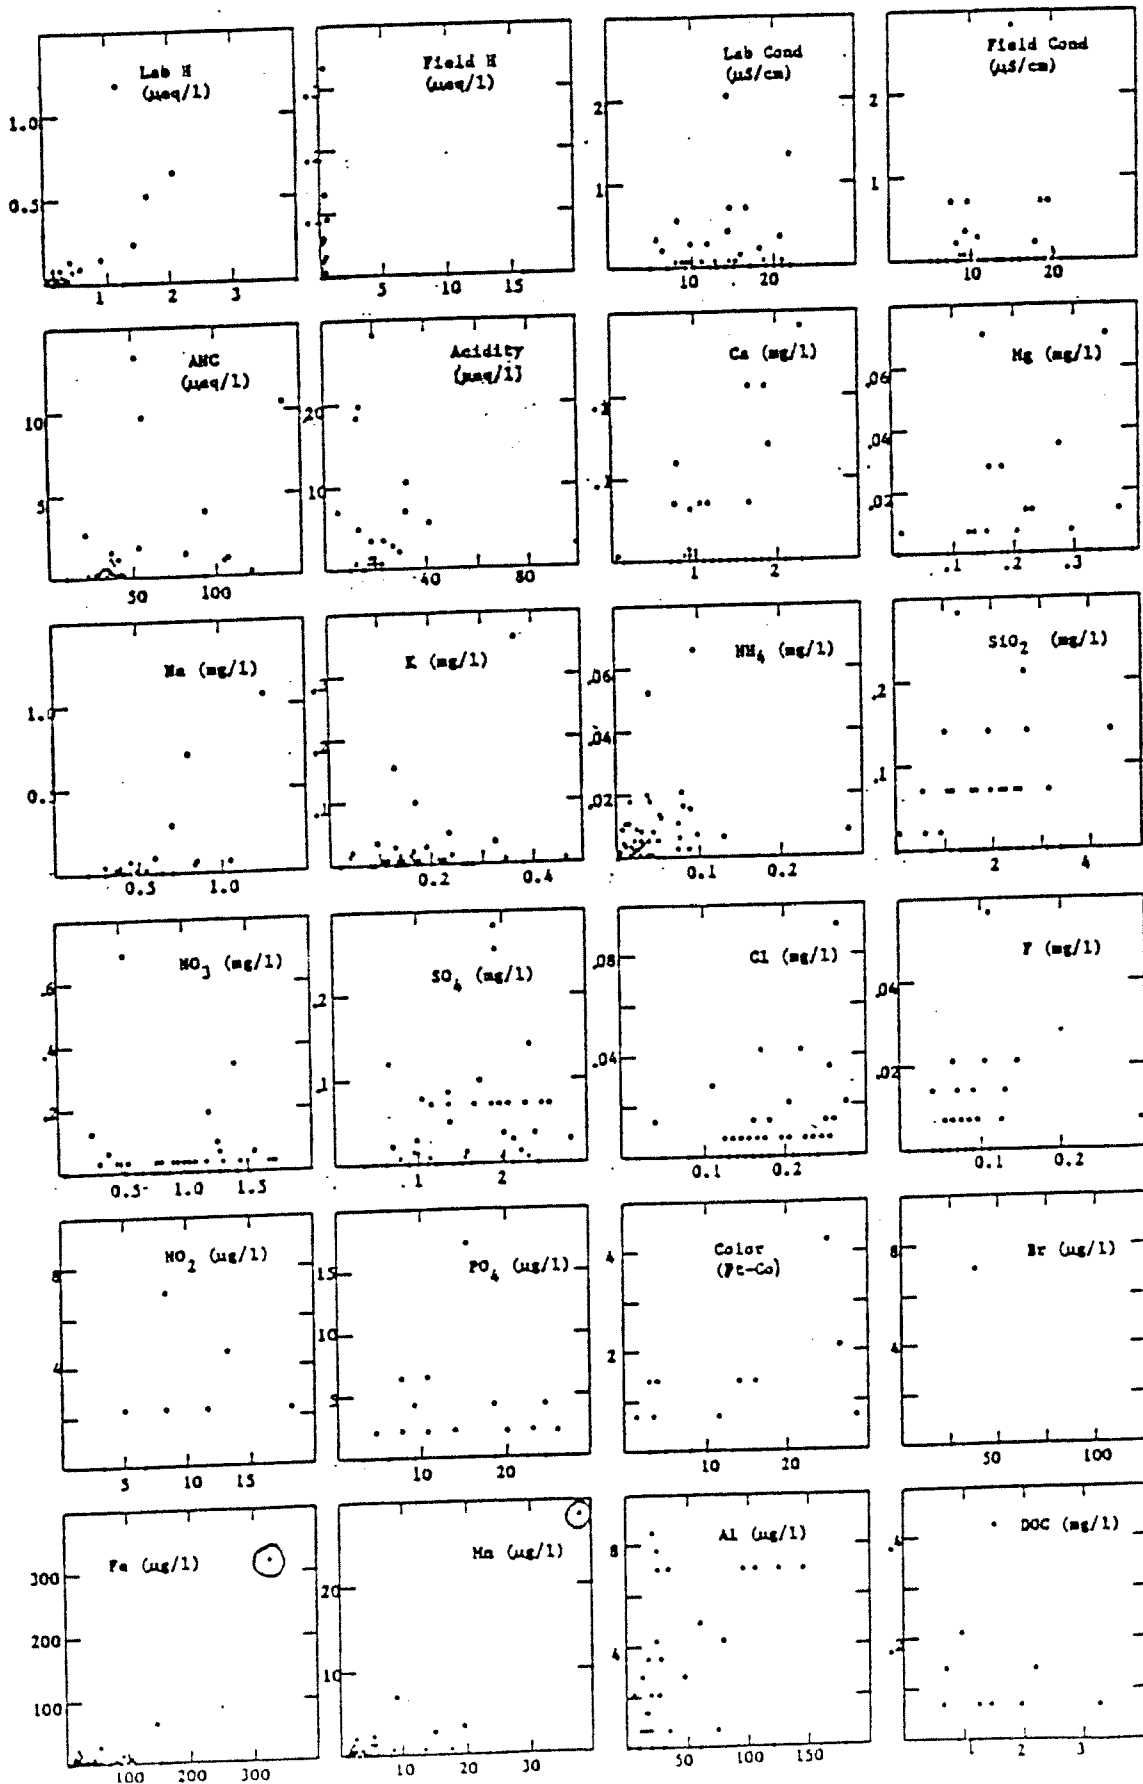 Lab H
(µeq/l)
1.0
0.5
1 2 3
Field H
(µeq/l)
5 10 15
Lab Cond
(µS/cm)
2
1
10 20
Field Cond
(µS/cm)
2
1
10 20
ANC
(µeq/l)
10
5
50 100
Acidity
(µeq/l)
20
10
40 80
Ca (mg/l)
.1
1 2
Mg (mg/l)
.06
.04
.02
.1 .2 .3
Na (mg/l)
1.0
0.5
0.5 1.0
K (mg/l)
.3
.2
.1
0.2 0.4
NH4 (mg/l)
.06
.04
.02
0.1 0.2
SiO2 (mg/l)
.2
.1
2 4
NO3 (mg/l)
.6
.4
.2
0.5 1.0 1.5
SO4 (mg/l)
.2
.1
1 2
Cl (mg/l)
.08
.04
0.1 0.2
F (mg/l)
.04
.02
0.1 0.2
NO2 (µg/l)
8
4
5 10 15
PO4 (µg/l)
15
10
5
10 20
Color
(Pt-Co)
4
2
10 20
Br (µg/l)
8
4
50 100
Fe (µg/l)
300
200
100
100 200 300
Mn (µg/l)
20
10
10 20 30
Al (µg/l)
8
4
50 100 150
DOC (mg/l)
.4
.2
1 2 3